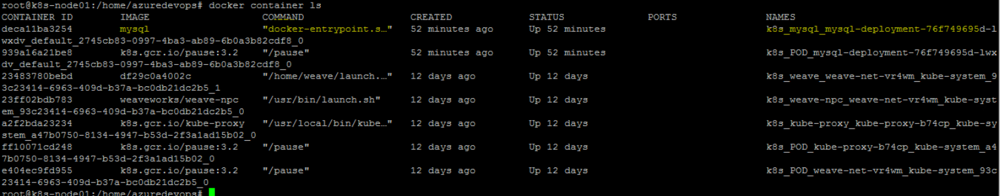 root@k8s-node01:/home/azuredevops# docker container ls
CONTAINER ID        IMAGE                  COMMAND                  CREATED             STATUS              PORTS               NAMES
deca11ba3254        mysql                  "docker-entrypoint.s…"   52 minutes ago      Up 52 minutes                           k8s_mysql_mysql-deployment-76f749695d-l
wxdv_default_2745cb83-0997-4ba3-ab89-6b0a3b82cdf8_0
939a16a21be8        k8s.gcr.io/pause:3.2   "/pause"                 52 minutes ago      Up 52 minutes                           k8s_POD_mysql-deployment-76f749695d-lwx
dv_default_2745cb83-0997-4ba3-ab89-6b0a3b82cdf8_0
23483780bebd        df29c0a4002c           "/home/weave/launch.…"   12 days ago         Up 12 days                              k8s_weave_weave-net-vr4wm_kube-system_9
3c23414-6963-409d-b37a-bc0db21dc2b5_1
23ff02bdb783        weaveworks/weave-npc   "/usr/bin/launch.sh"     12 days ago         Up 12 days                              k8s_weave-npc_weave-net-vr4wm_kube-syst
em_93c23414-6963-409d-b37a-bc0db21dc2b5_0
a2f2bda23234        k8s.gcr.io/kube-proxy  "/usr/local/bin/kube…"   12 days ago         Up 12 days                              k8s_kube-proxy_kube-proxy-b74cp_kube-sy
stem_a47b0750-8134-4947-b53d-2f3a1ad15b02_0
ff10071cd248        k8s.gcr.io/pause:3.2   "/pause"                 12 days ago         Up 12 days                              k8s_POD_kube-proxy-b74cp_kube-system_a4
7b0750-8134-4947-b53d-2f3a1ad15b02_0
e404ec9fd955        k8s.gcr.io/pause:3.2   "/pause"                 12 days ago         Up 12 days                              k8s_POD_weave-net-vr4wm_kube-system_93c
23414-6963-409d-b37a-bc0db21dc2b5_0
root@k8s-node01:/home/azuredevops#